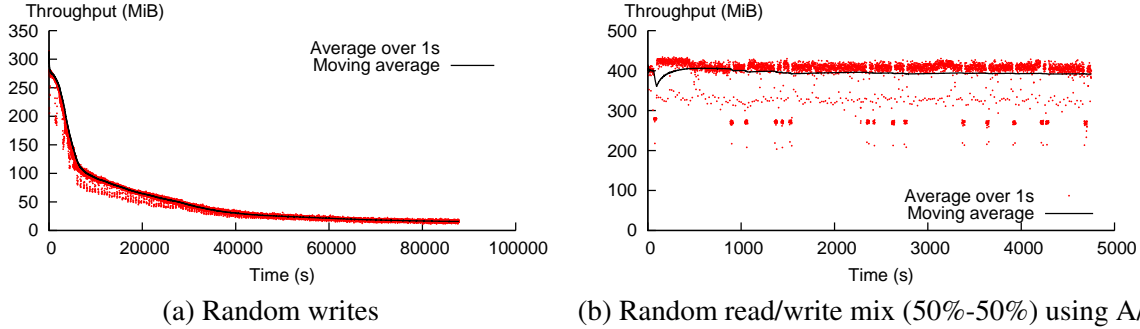 Throughput (MiB)
350
300
250
200
150
100
50
0
Average over 1s
Moving average
0 20000 40000 60000 80000 100000
Time (s)
(a) Random writes
Throughput (MiB)
500
400
300
200
100
0
Average over 1s
Moving average
0 1000 2000 3000 4000 5000
Time (s)
(b) Random read/write mix (50%-50%) using A/